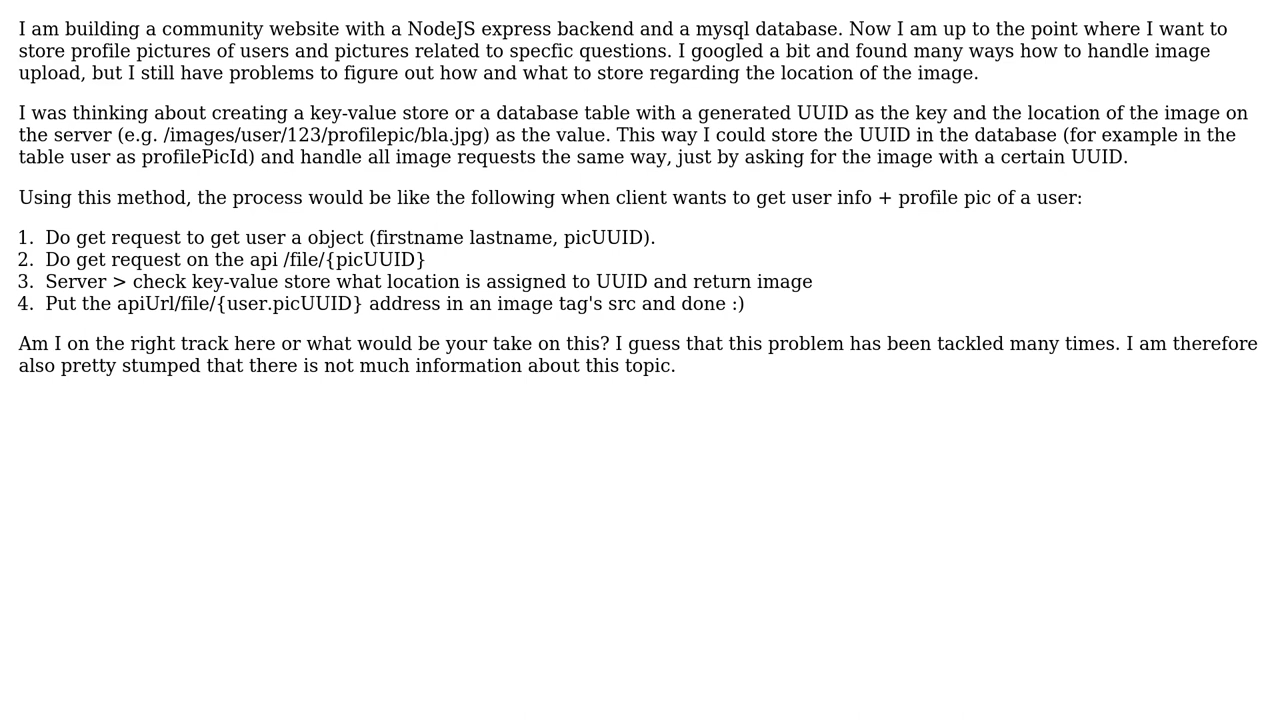 I am building a community website with a NodeJS express backend and a mysql database. Now I am up to the point where I want to
store profile pictures of users and pictures related to specfic questions. I googled a bit and found many ways how to handle image
upload, but I still have problems to figure out how and what to store regarding the location of the image.
I was thinking about creating a key-value store or a database table with a generated UUID as the key and the location of the image on
the server (e.g. /images/user/123/profilepic/bla.jpg) as the value. This way I could store the UUID in the database (for example in the
table user as profilePicId) and handle all image requests the same way, just by asking for the image with a certain UUID.
Using this method, the process would be like the following when client wants to get user info + profile pic of a user:
1. Do get request to get user a object (firstname lastname, picUUID).
2. Do get request on the api /file/{picUUID}
3. Server > check key-value store what location is assigned to UUID and return image
4. Put the apiUrl/file/{user.picUUID} address in an image tag's src and done :)
Am I on the right track here or what would be your take on this? I guess that this problem has been tackled many times. I am therefore
also pretty stumped that there is not much information about this topic.